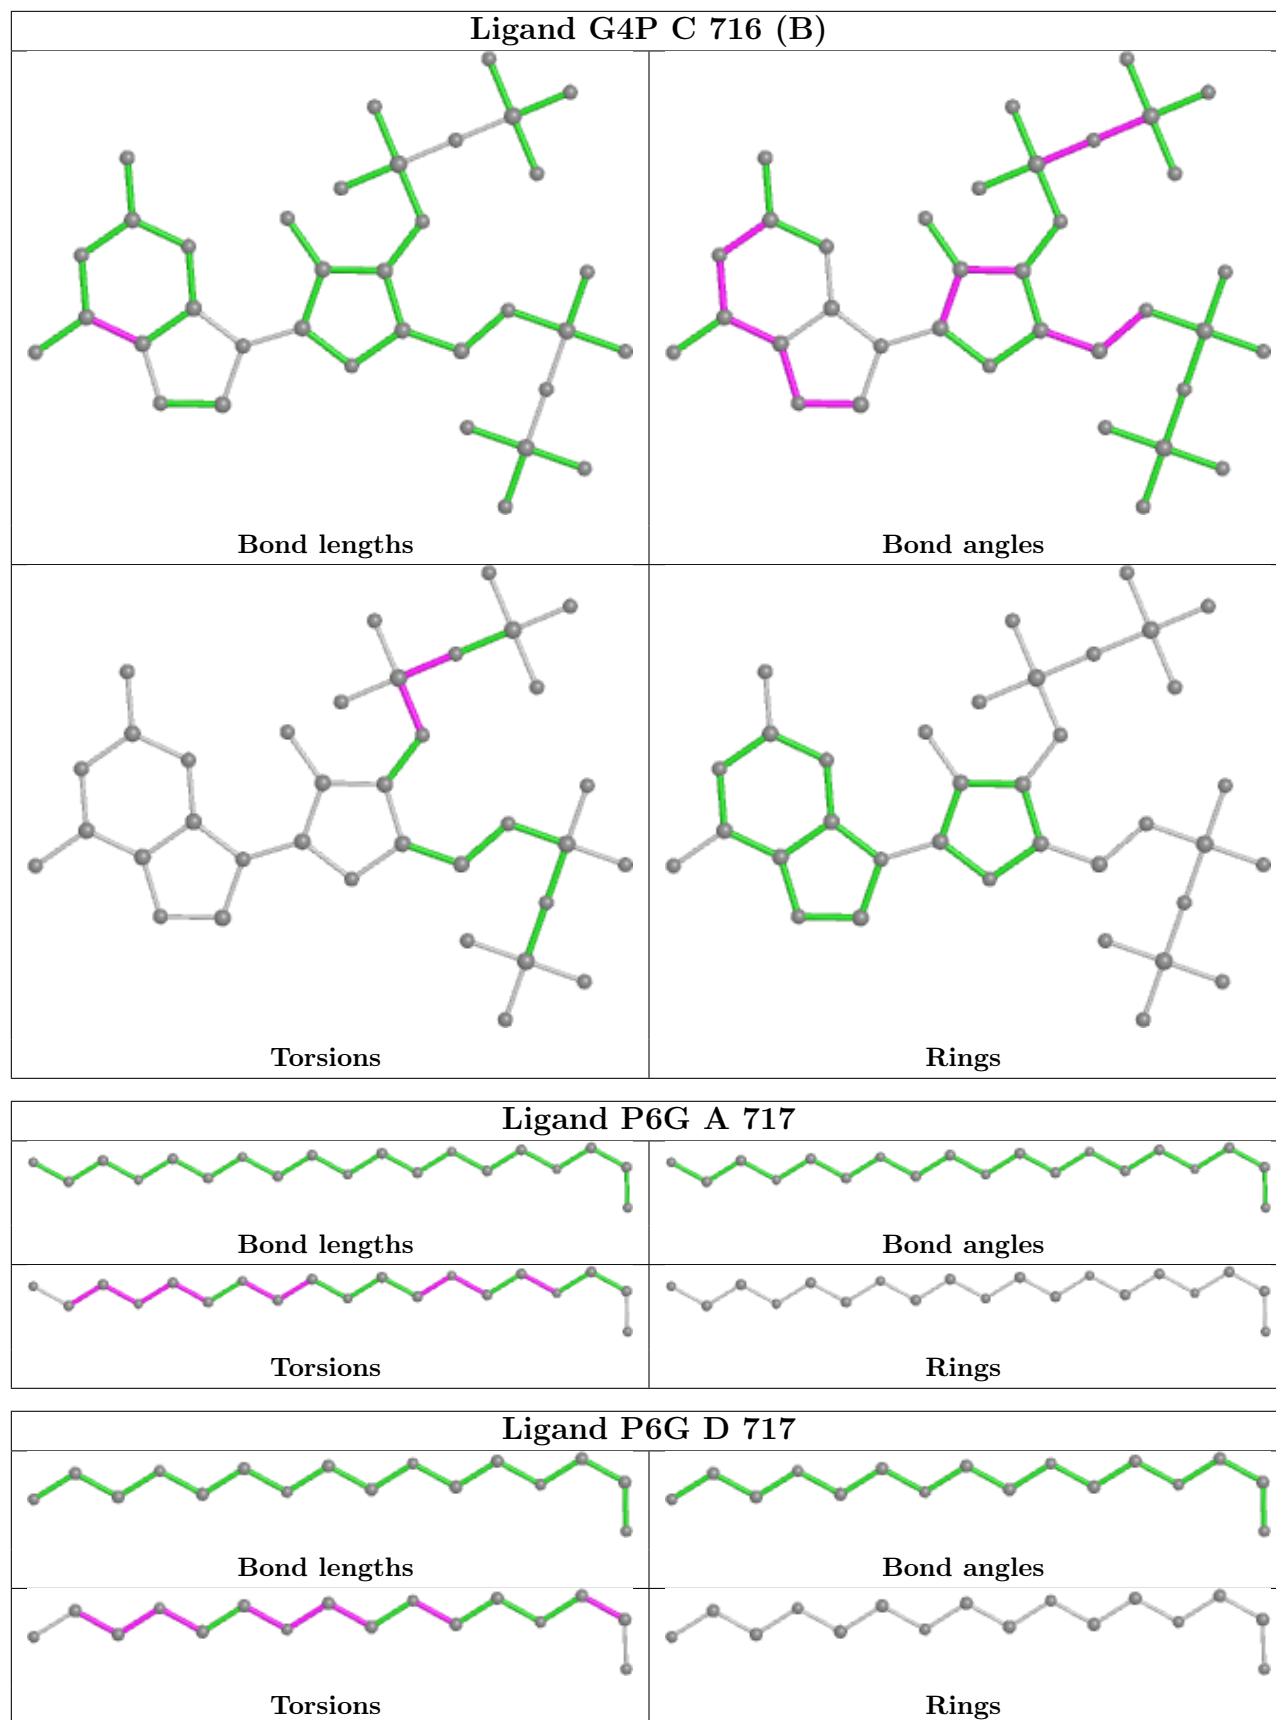 Ligand G4P C 716 (B)
Bond lengths
Bond angles
Torsions
Rings
Ligand P6G A 717
Bond lengths
Bond angles
Torsions
Rings
Ligand P6G D 717
Bond lengths
Bond angles
Torsions
Rings